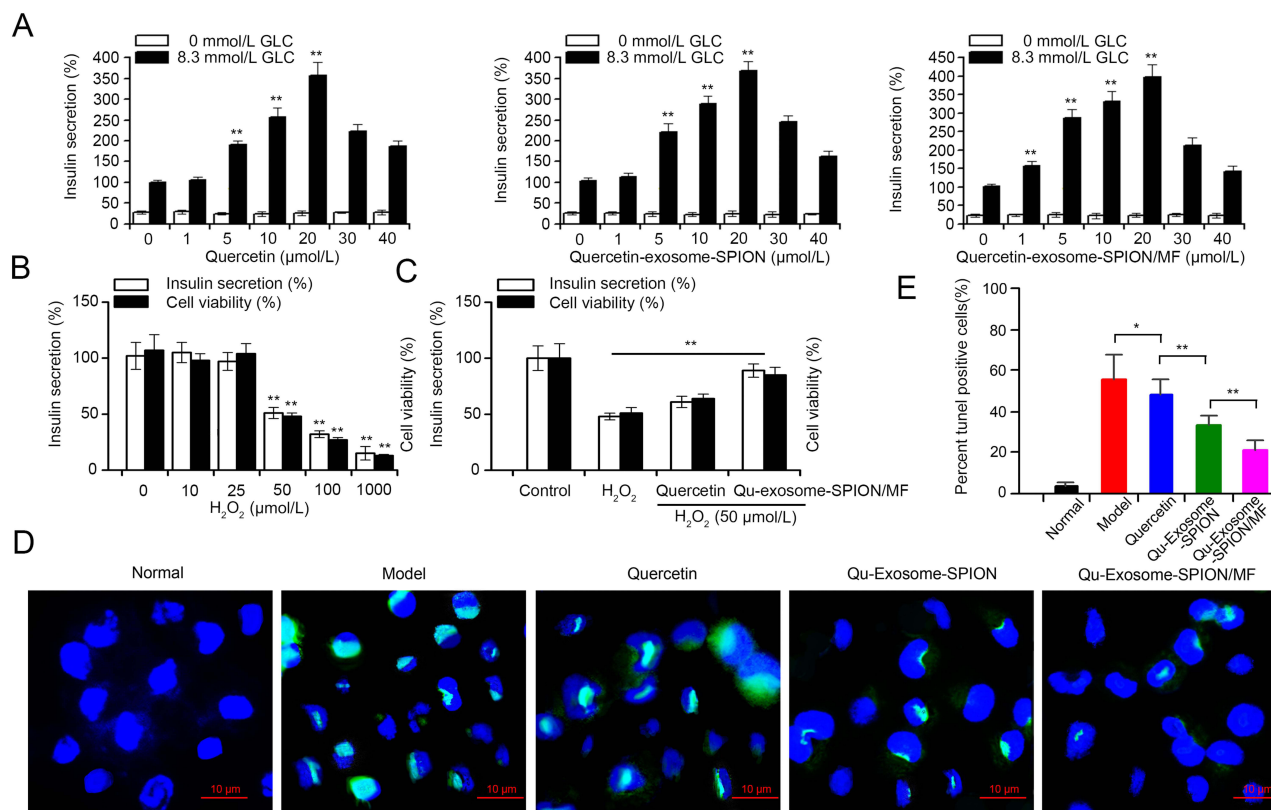 A
0 mmol/L GLC
8.3 mmol/L GLC
Insulin secretion (%)
400
350
300
250
200
150
100
50
0
**
**
**
0 1 5 10 20 30 40
Quercetin (μmol/L)
0 mmol/L GLC
8.3 mmol/L GLC
Insulin secretion (%)
400
350
300
250
200
150
100
50
0
**
**
**
0 1 5 10 20 30 40
Quercetin-exosome-SPION (μmol/L)
0 mmol/L GLC
8.3 mmol/L GLC
Insulin secretion (%)
450
400
350
300
250
200
150
100
50
0
**
**
**
**
0 1 5 10 20 30 40
Quercetin-exosome-SPION/MF (μmol/L)
B
Insulin secretion (%)
Cell viability (%)
Insulin secretion (%)
150
100
50
0
** **
** **
** **
Cell viability (%)
0 10 25 50 100 1000
H₂O₂ (μmol/L)
C
Insulin secretion (%)
Cell viability (%)
Insulin secretion (%)
150
100
50
0
**
Cell viability (%)
Control H₂O₂ Quercetin Qu-exosome-SPION/MF
H₂O₂ (50 μmol/L)
E
Percent tunel positive cells(%)
100
80
60
40
20
0
*
**
**
Normal
Model
Quercetin
Qu-Exosome
-SPION
Qu-Exosome
-SPION/MF
D
Normal
Model
Quercetin
Qu-Exosome-SPION
Qu-Exosome-SPION/MF
10 μm
10 μm
10 μm
10 μm
10 μm